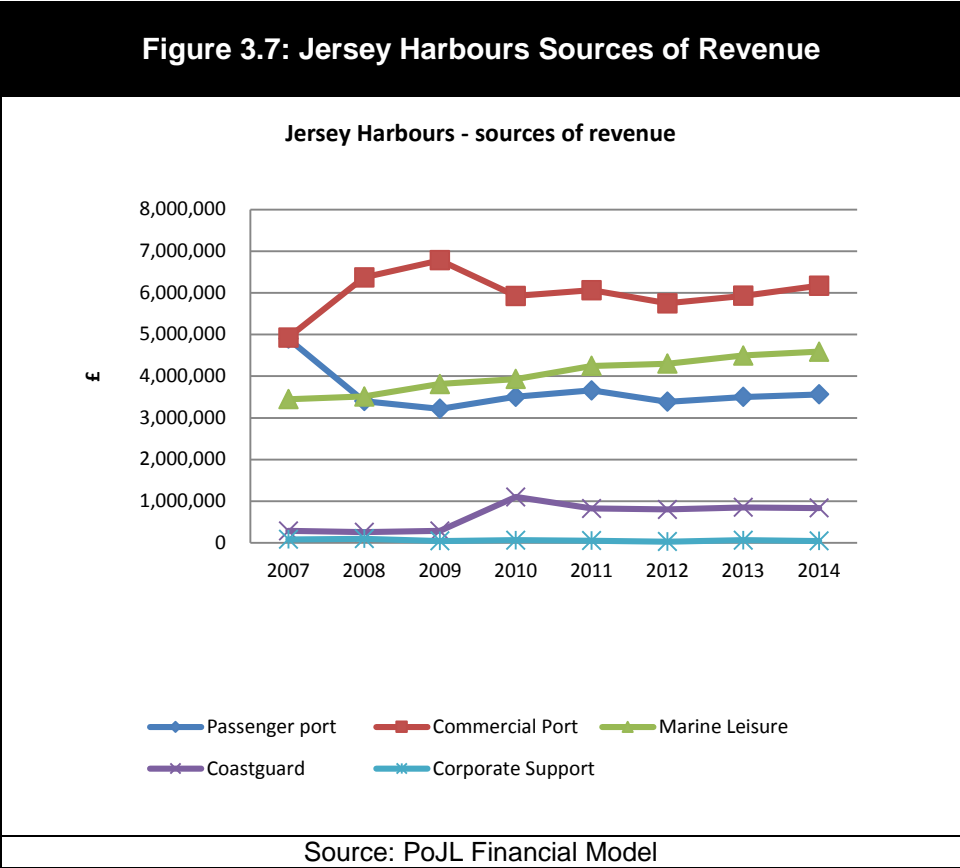 Figure 3.7: Jersey Harbours Sources of Revenue
Jersey Harbours - sources of revenue
8,000,000
7,000,000
6,000,000
5,000,000
4,000,000
3,000,000
2,000,000
1,000,000
0
£
2007 2008 2009 2010 2011 2012 2013 2014
Passenger port Commercial Port Marine Leisure
Coastguard Corporate Support
Source: PoJL Financial Model